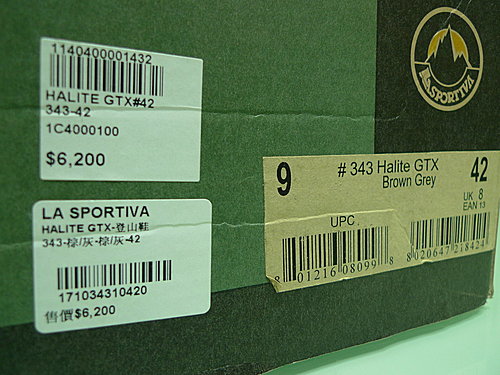 1140400001432
HALITE GTX#42
343-42
1C4000100
$6,200
LA SPORTIVA
LA SPORTIVA
HALITE GTX-登山鞋
343-棕/灰-棕/灰-42
171034310420
售價$6,200
9
# 343 Halite GTX
Brown Grey
42
UK 8
EAN 13
UPC
8 01216 08099 8
8 020647 218424